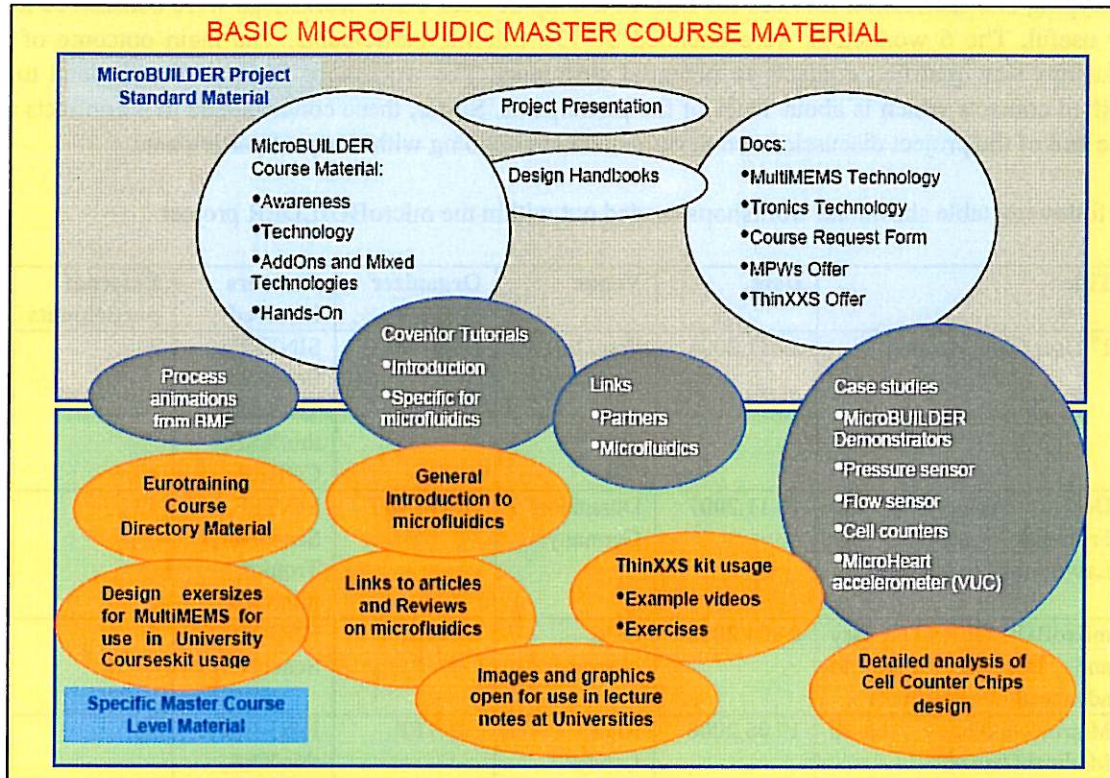 BASIC MICROFLUIDIC MASTER COURSE MATERIAL
MicroBUILDER Project
Standard Material
Project Presentation
MicroBUILDER
Course Material:
•Awareness
•Technology
•AddOns and Mixed
Technologies
•Hands-On
Design Handbooks
Docs:
•MultiMEMS Technology
•Tronics Technology
•Course Request Form
•MPWs Offer
•ThinXXS Offer
Process
animations
from RMF
Coventor Tutorials
•Introduction
•Specific for
microfluidics
Links
•Partners
•Microfluidics
Case studies
•MicroBUILDER
Demonstrators
•Pressure sensor
•Flow sensor
•Cell counters
•MicroHeart
accelerometer (VUC)
Eurotraining
Course
Directory Material
General
Introduction to
microfluidics
Design exersizes
for MultiMEMS for
use in University
Courseskit usage
Links to articles
and Reviews
on microfluidics
ThinXXS kit usage
•Example videos
•Exercises
Images and graphics
open for use in lecture
notes at Universities
Detailed analysis of
Cell Counter Chips
design
Specific Master Course
Level Material